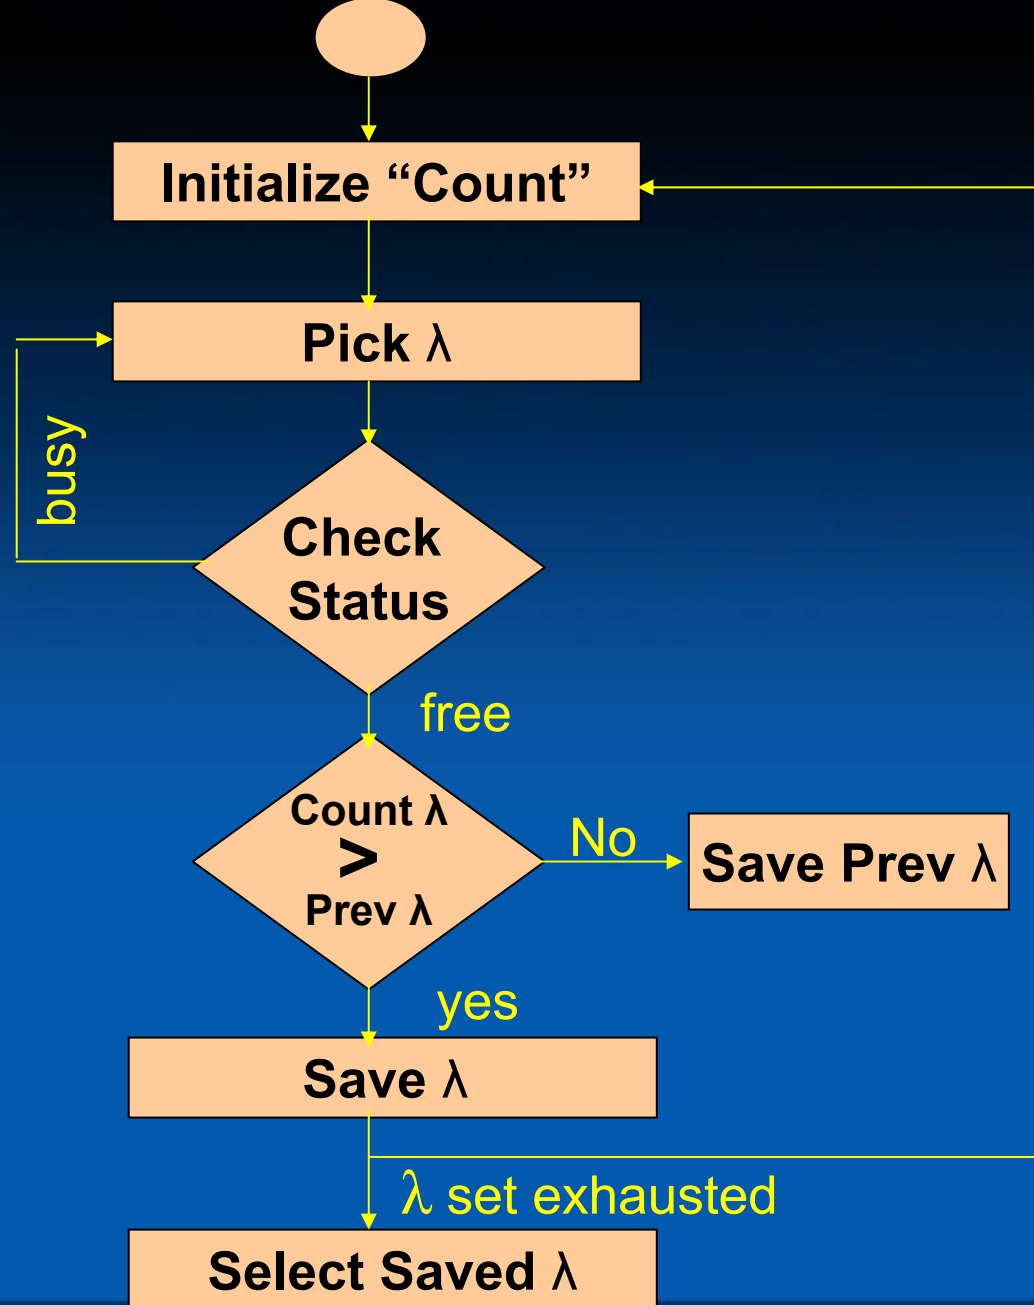 Initialize “Count”
Pick λ
busy
Check
Status
free
Count λ
>
Prev λ
No
Save Prev λ
yes
Save λ
λ set exhausted
Select Saved λ